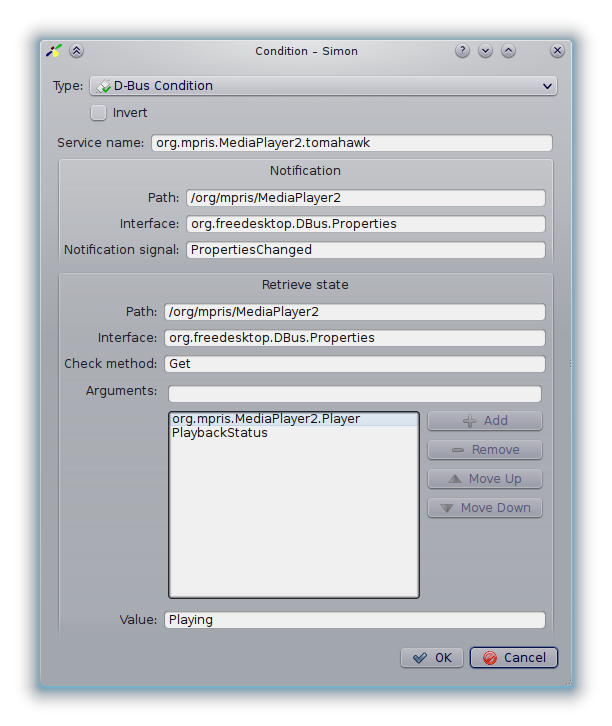 Condition – Simon
Type: D-Bus Condition
Invert
Service name: org.mpris.MediaPlayer2.tomahawk
Notification
Path: /org/mpris/MediaPlayer2
Interface: org.freedesktop.DBus.Properties
Notification signal: PropertiesChanged
Retrieve state
Path: /org/mpris/MediaPlayer2
Interface: org.freedesktop.DBus.Properties
Check method: Get
Arguments:
org.mpris.MediaPlayer2.Player
PlaybackStatus
Add
Remove
Move Up
Move Down
Value: Playing
OK Cancel